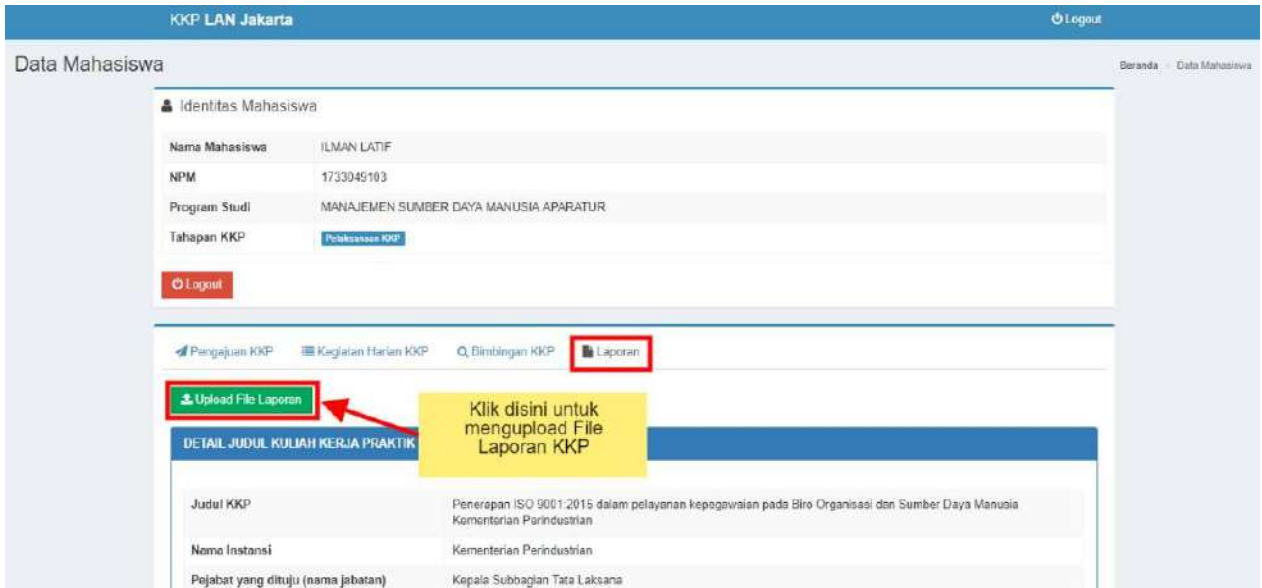 KKP LAN Jakarta Logout
Data Mahasiswa
Beranda Data Mahasiswa
Identitas Mahasiswa
Nama Mahasiswa ILMAN LATIF
NPM 1733049103
Program Studi MANAJEMEN SUMBER DAYA MANUSIA APARATUR
Tahapan KKP Pelaksanaan KKP
Logout
Pengajuan KKP Kegiatan Harian KKP Bimbingan KKP Laporan
Upload File Laporan
Klik disini untuk
mengupload File
Laporan KKP
DETAIL JUDUL KULIAH KERJA PRAKTIK
Judul KKP Penerapan ISO 9001:2015 dalam pelayanan kepegawaian pada Biro Organisasi dan Sumber Daya Manusia
Kementerian Perindustrian
Nama Instansi Kementerian Perindustrian
Pejabat yang dituju (nama jabatan) Kepala Subbagian Tata Laksana